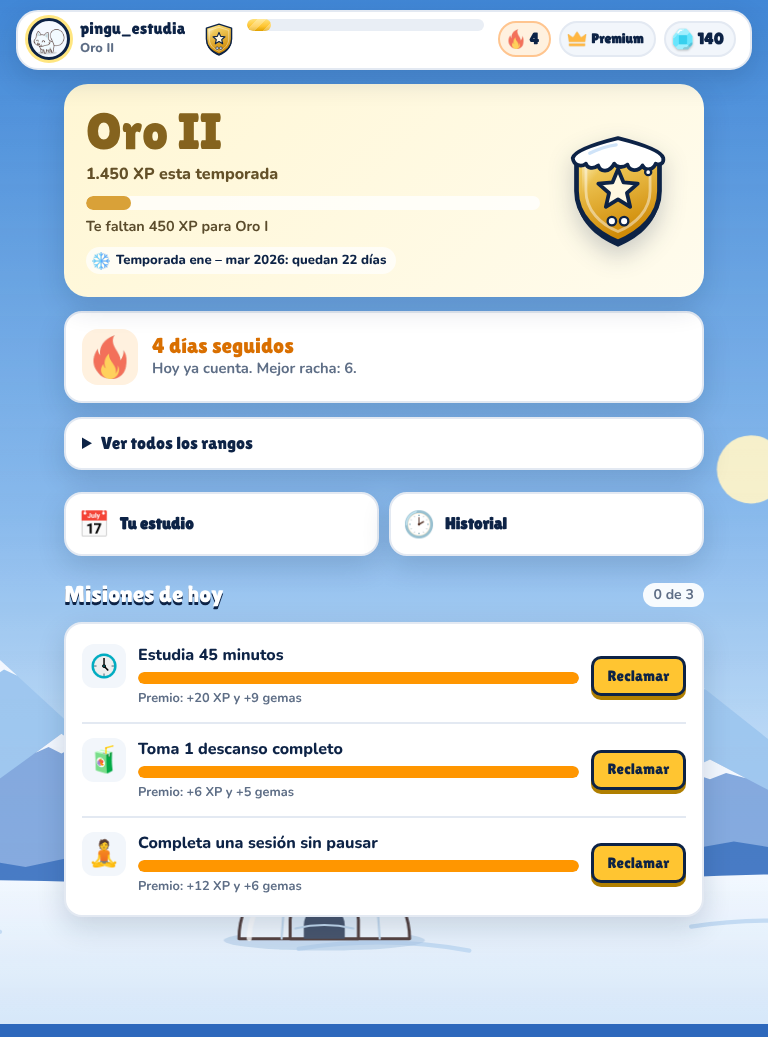 pingu_estudia
Oro II
4
Premium
140
Oro II
1.450 XP esta temporada
Te faltan 450 XP para Oro I
Temporada ene – mar 2026: quedan 22 días
4 días seguidos
Hoy ya cuenta. Mejor racha: 6.
Ver todos los rangos
July
17
Tu estudio
Historial
Misiones de hoy
0 de 3
Estudia 45 minutos
Premio: +20 XP y +9 gemas
Reclamar
Toma 1 descanso completo
Premio: +6 XP y +5 gemas
Reclamar
Completa una sesión sin pausar
Premio: +12 XP y +6 gemas
Reclamar